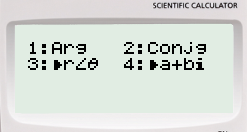 SCIENTIFIC CALCULATOR
1:Arg 2:Conjg
3:▶r∠θ 4:▶a+bi